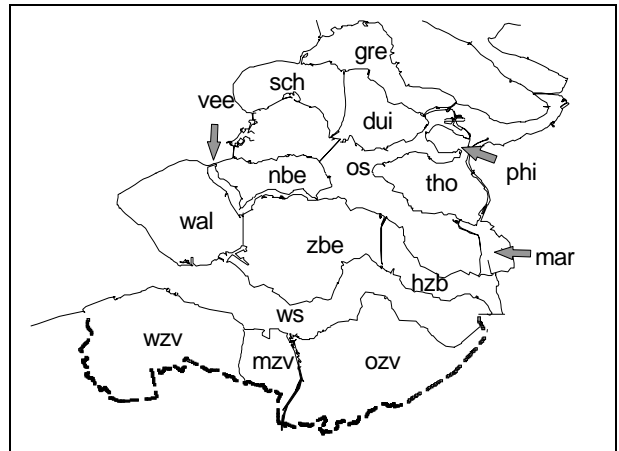 gre
sch
vee
dui
os
phi
nbe
tho
wal
zbe
mar
hzb
ws
wzv
mzv
ozv